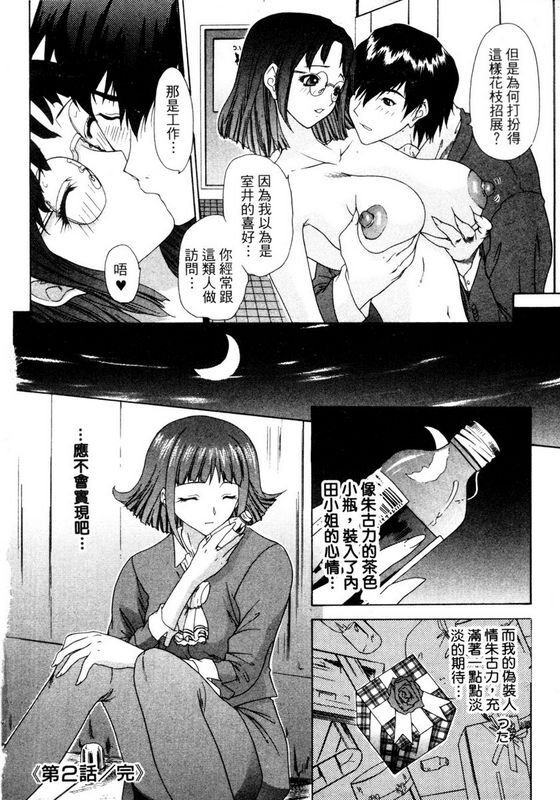 但是為何打扮得
這樣花枝招展？
因為我以為是
室井的喜好…
你經常跟
這類人做
訪問…
那是工作…
唔
♥
像朱古力的茶色
小瓶，裝入了內
田小姐的心情…
而我的偽裝人
情朱古力，充
滿著一點點淡
淡的期待…
った
…應不會實現吧…
《第2話／完》